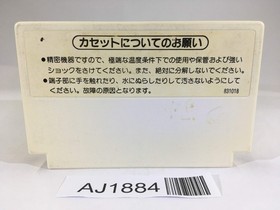 カセットについてのお願い
●精密機器ですので、極端な温度条件下での使用や保管および強い
ショックをさけてください。また、絶対に分解しないでください。
●端子部に手を触れたり、水にぬらしたりして汚さないようにして
ください。故障の原因となります。
831018
AJ1884